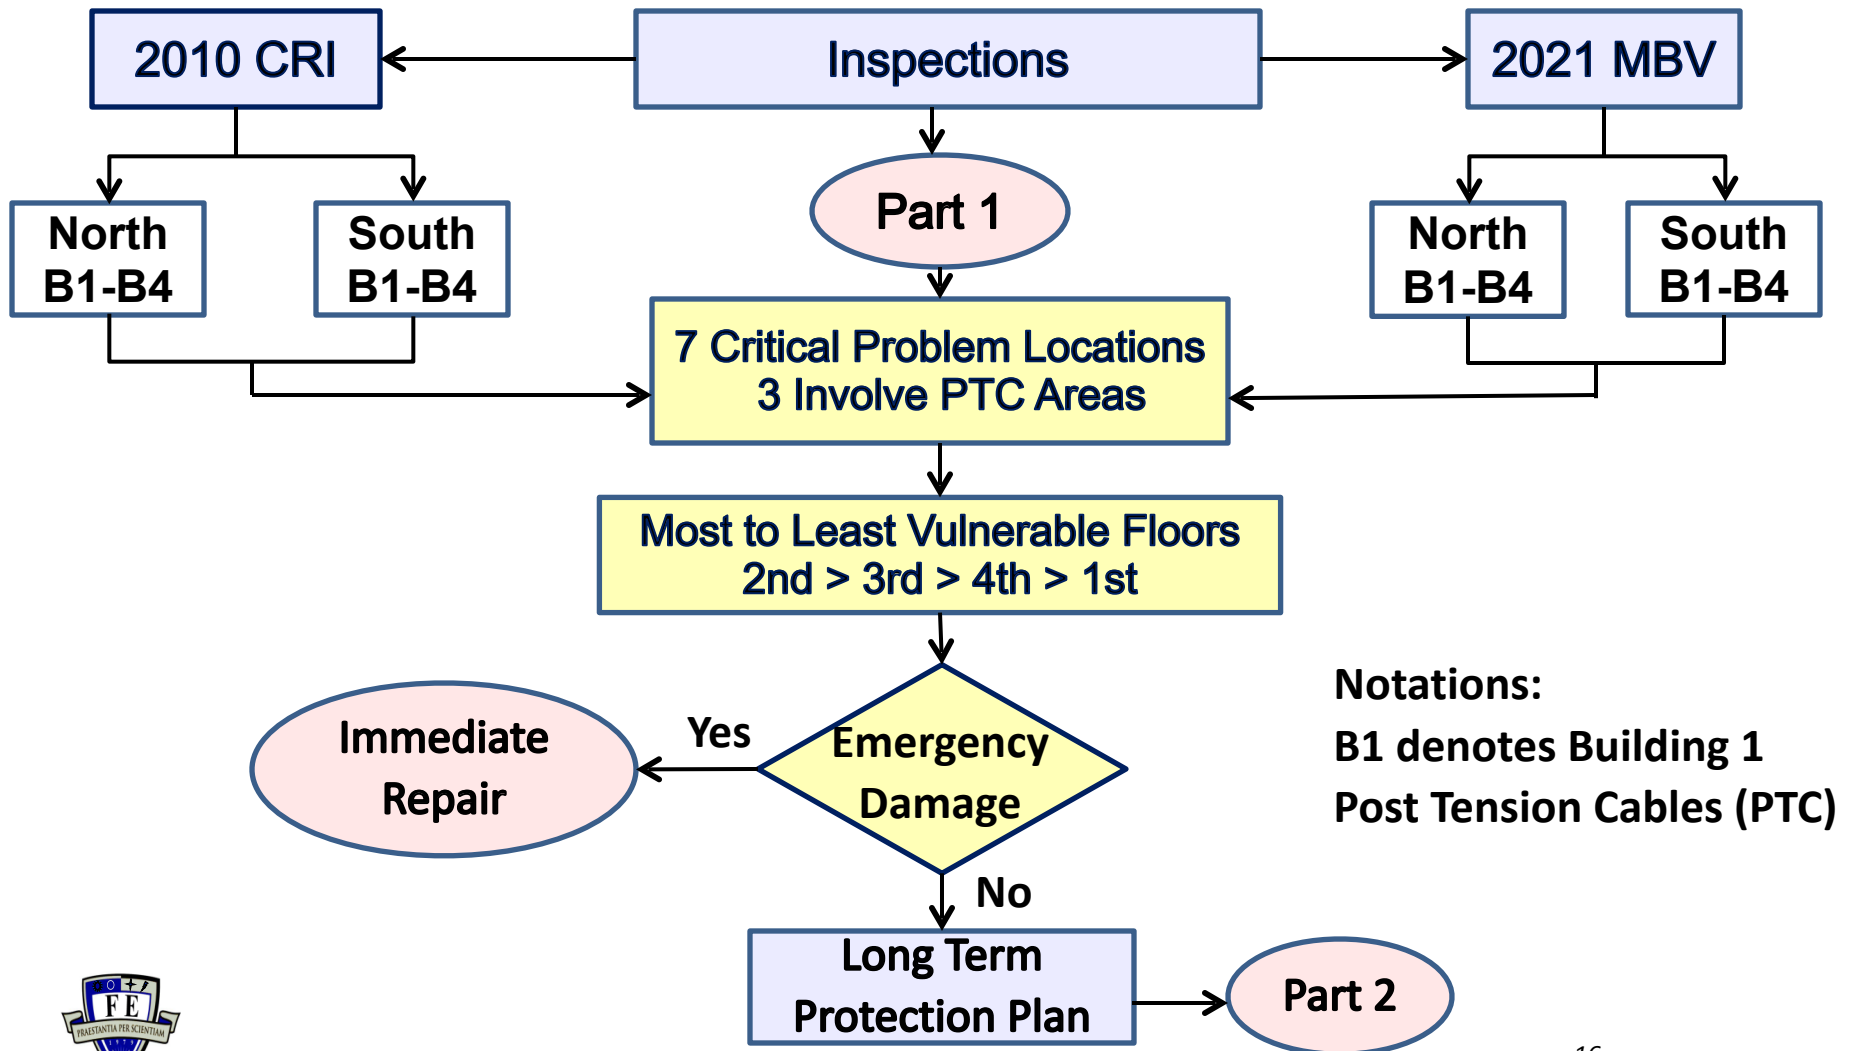 2010 CRI
Inspections
2021 MBV
Part 1
North
B1-B4
South
B1-B4
North
B1-B4
South
B1-B4
7 Critical Problem Locations
3 Involve PTC Areas
Most to Least Vulnerable Floors
2nd > 3rd > 4th > 1st
Immediate
Repair
Yes
Emergency
Damage
Notations:
B1 denotes Building 1
Post Tension Cables (PTC)
No
Long Term
Protection Plan
Part 2
FE
PRAESTANTIA PER SCIENTIAM